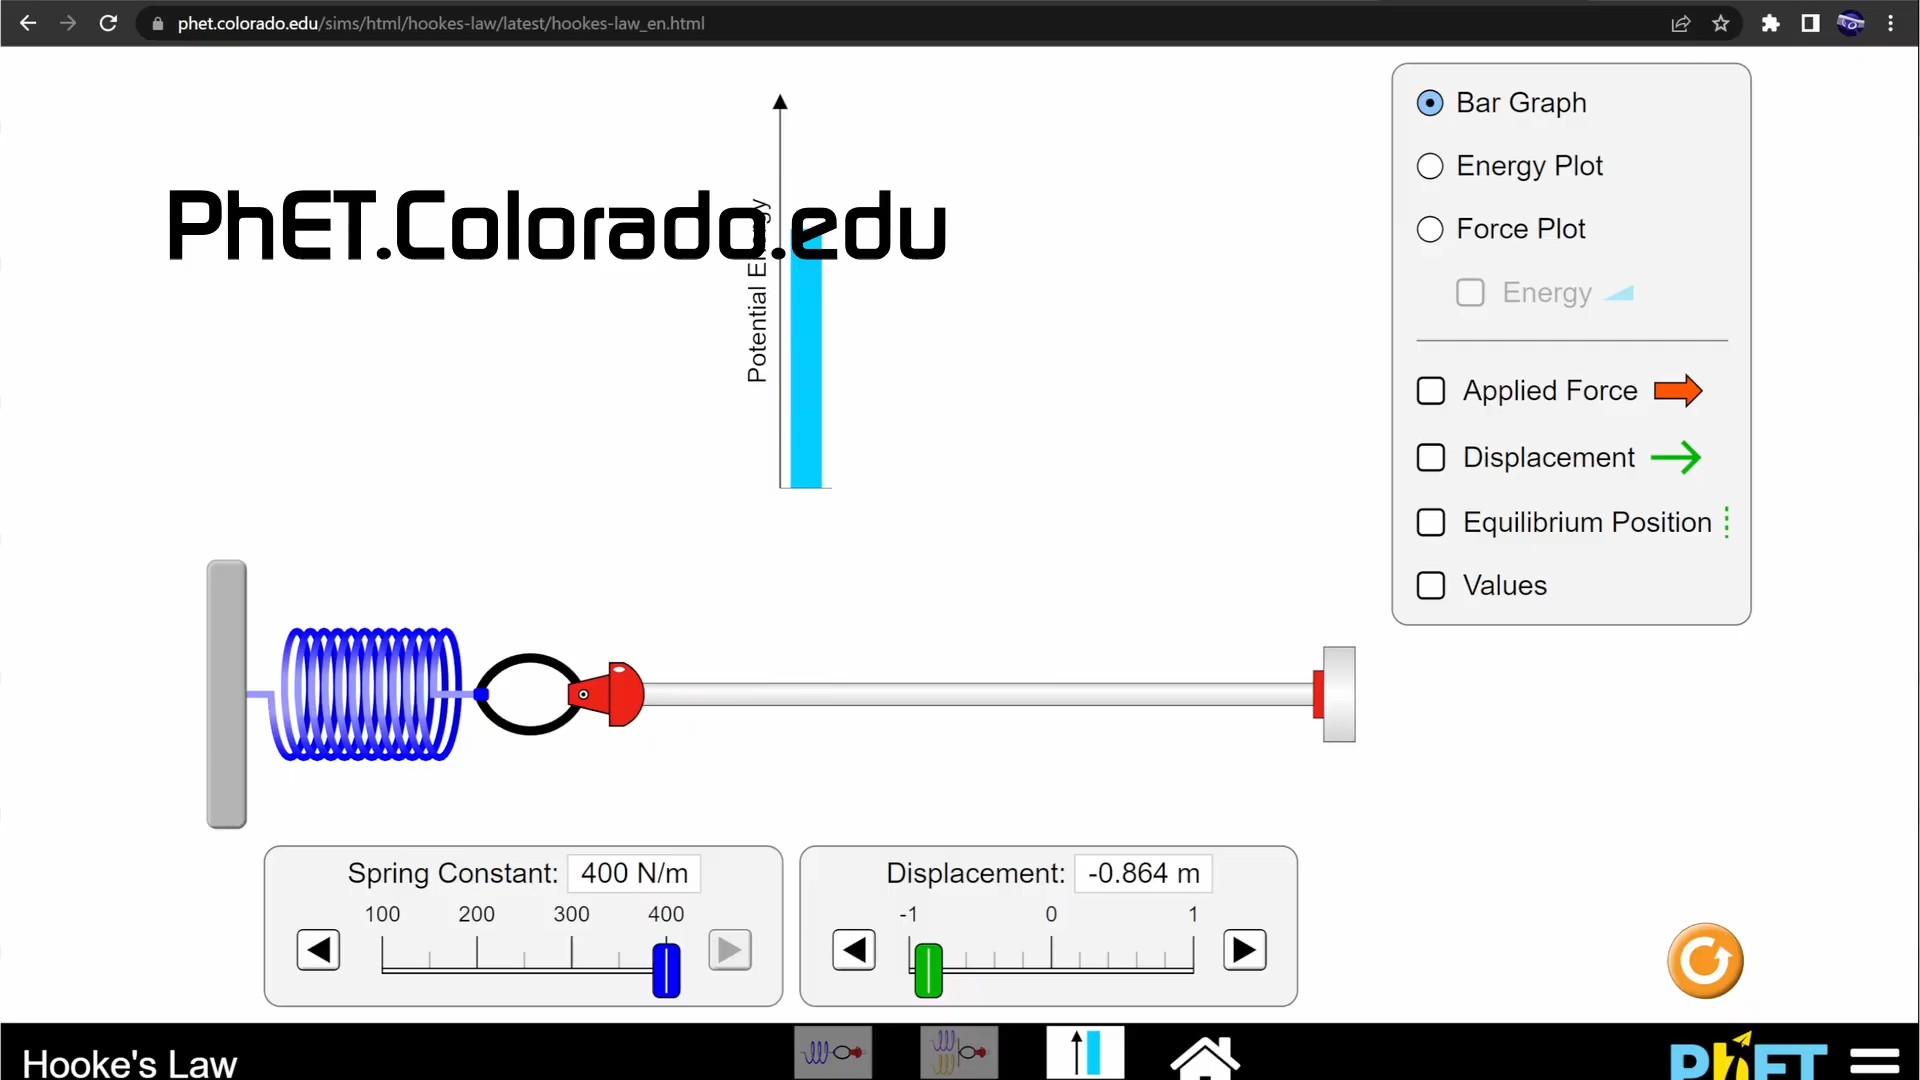 phet.colorado.edu/sims/html/hookes-law/latest/hookes-law_en.html
PhET.Colorado.edu
Potential Energy
Bar Graph
Energy Plot
Force Plot
Energy
Applied Force
Displacement
Equilibrium Position
Values
Spring Constant: 400 N/m
100 200 300 400
Displacement: -0.864 m
-1 0 1
Hooke's Law
PhET